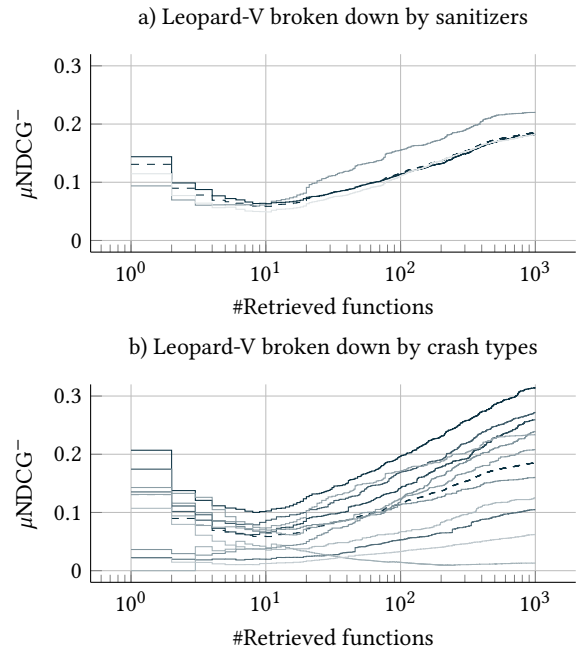 a) Leopard-V broken down by sanitizers
0.3
0.2
0.1
0
μNDCG⁻
10⁰ 10¹ 10² 10³
#Retrieved functions
b) Leopard-V broken down by crash types
0.3
0.2
0.1
0
μNDCG⁻
10⁰ 10¹ 10² 10³
#Retrieved functions